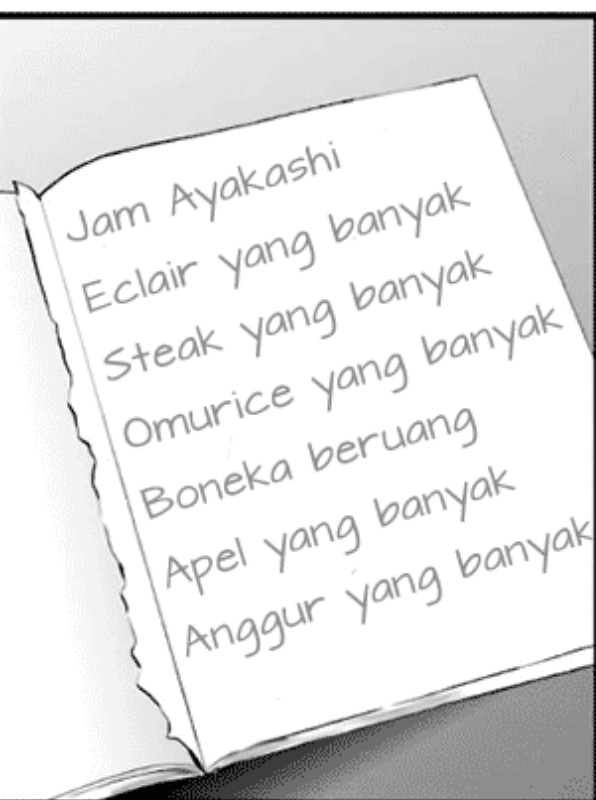 Jam Ayakashi
Eclair yang banyak
Steak yang banyak
Omurice yang banyak
Boneka beruang
Apel yang banyak
Anggur yang banyak